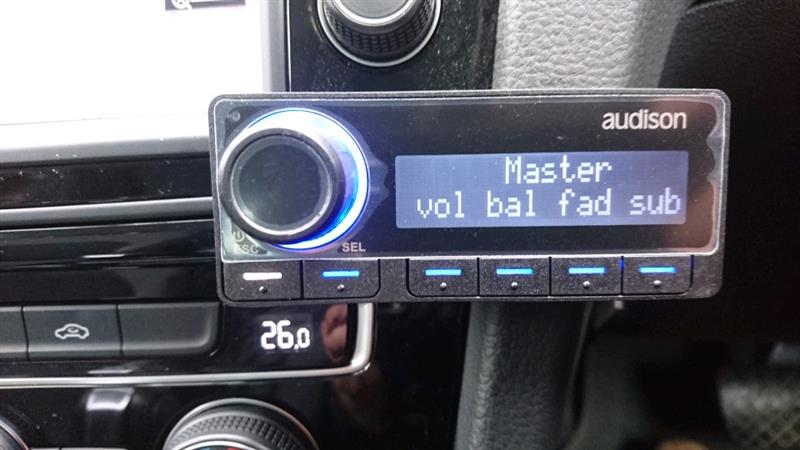 audison
Master
vol bal fad sub
SEL
ESC
26.0